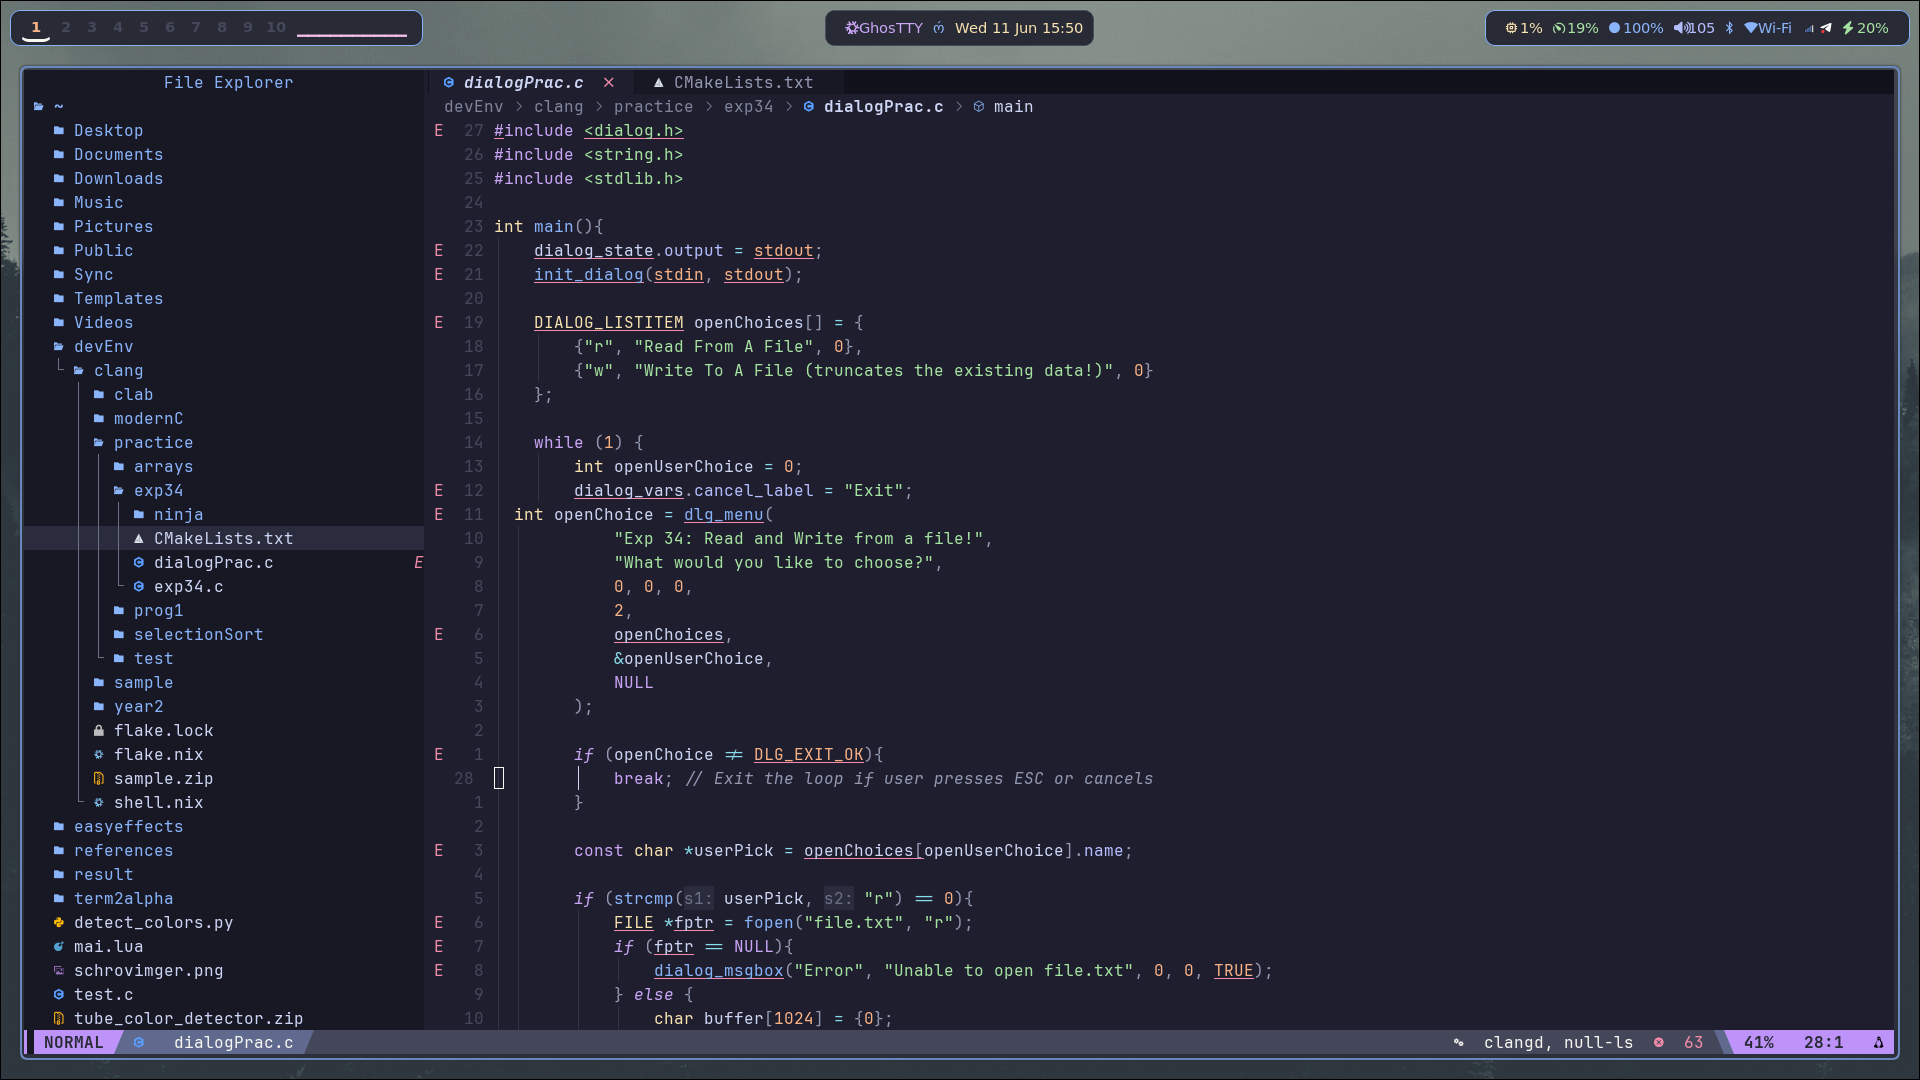 1 2 3 4 5 6 7 8 9 10
GhosTTY Wed 11 Jun 15:50
1% 19% 100% 105 Wi-Fi 20%
File Explorer
~
Desktop
Documents
Downloads
Music
Pictures
Public
Sync
Templates
Videos
devEnv
clang
clab
modernC
practice
arrays
exp34
ninja
CMakeLists.txt
dialogPrac.c E
exp34.c
prog1
selectionSort
test
sample
year2
flake.lock
flake.nix
sample.zip
shell.nix
easyeffects
references
result
term2alpha
detect_colors.py
mai.lua
schrovimger.png
test.c
tube_color_detector.zip
dialogPrac.c CMakeLists.txt
devEnv > clang > practice > exp34 > dialogPrac.c > main
E 27 #include <dialog.h>
26 #include <string.h>
25 #include <stdlib.h>
24
23 int main(){
E 22 dialog_state.output = stdout;
E 21 init_dialog(stdin, stdout);
20
E 19 DIALOG_LISTITEM openChoices[] = {
18 {"r", "Read From A File", 0},
17 {"w", "Write To A File (truncates the existing data!)", 0}
16 };
15
14 while (1) {
13 int openUserChoice = 0;
E 12 dialog_vars.cancel_label = "Exit";
E 11 int openChoice = dlg_menu(
10 "Exp 34: Read and Write from a file!",
9 "What would you like to choose?",
8 0, 0, 0,
7 2,
E 6 openChoices,
5 &openUserChoice,
4 NULL
3 );
2
E 1 if (openChoice != DLG_EXIT_OK){
28 break; // Exit the loop if user presses ESC or cancels
1 }
2
E 3 const char *userPick = openChoices[openUserChoice].name;
4
5 if (strcmp(s1: userPick, s2: "r") == 0){
E 6 FILE *fptr = fopen("file.txt", "r");
E 7 if (fptr == NULL){
E 8 dialog_msgbox("Error", "Unable to open file.txt", 0, 0, TRUE);
9 } else {
10 char buffer[1024] = {0};
NORMAL dialogPrac.c clangd, null-ls 63 41% 28:1